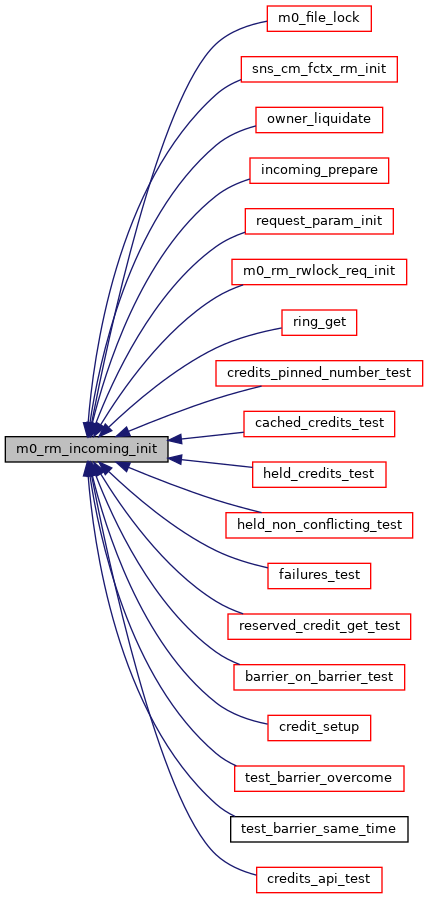 m0_file_lock
sns_cm_fctx_rm_init
owner_liquidate
incoming_prepare
request_param_init
m0_rm_rwlock_req_init
ring_get
credits_pinned_number_test
cached_credits_test
m0_rm_incoming_init
held_credits_test
held_non_conflicting_test
failures_test
reserved_credit_get_test
barrier_on_barrier_test
credit_setup
test_barrier_overcome
test_barrier_same_time
credits_api_test